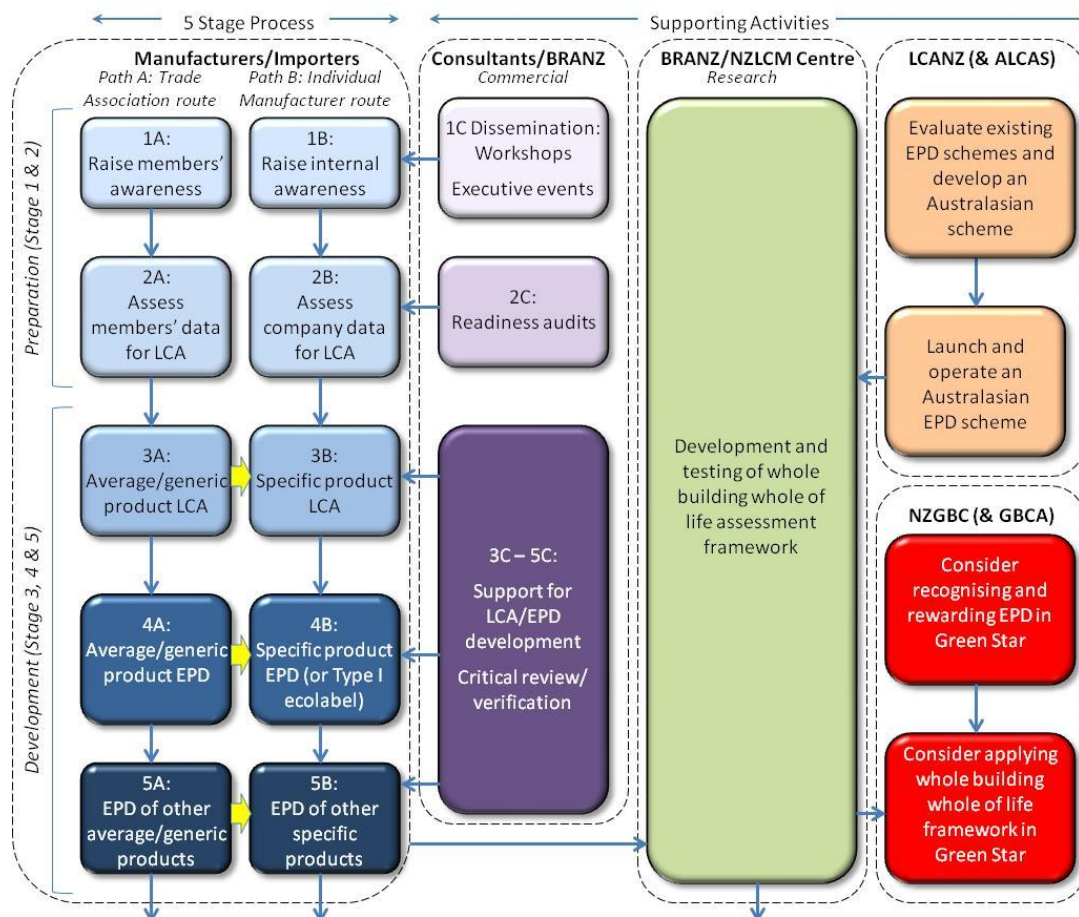 5 Stage Process
Supporting Activities
Manufacturers/Importers
Path A: Trade
Association route
Path B: Individual
Manufacturer route
Consultants/BRANZ
Commercial
BRANZ/NZLCM Centre
Research
LCANZ (& ALCAS)
Preparation (Stage 1 & 2)
1A:
Raise members’
awareness
1B:
Raise internal
awareness
1C Dissemination:
Workshops
Executive events
Evaluate existing
EPD schemes and
develop an
Australasian
scheme
2A:
Assess
members’ data
for LCA
2B:
Assess
company data
for LCA
2C:
Readiness audits
Launch and
operate an
Australasian
EPD scheme
Development (Stage 3, 4 & 5)
3A:
Average/generic
product LCA
3B:
Specific product
LCA
3C – 5C:
Support for
LCA/EPD
development
Critical review/
verification
Development and
testing of whole
building whole of
life assessment
framework
NZGBC (& GBCA)
Consider
recognising and
rewarding EPD in
Green Star
4A:
Average/generic
product EPD
4B:
Specific product
EPD (or Type I
ecolabel)
5A:
EPD of other
average/generic
products
5B:
EPD of other
specific
products
Consider applying
whole building
whole of life
framework in
Green Star